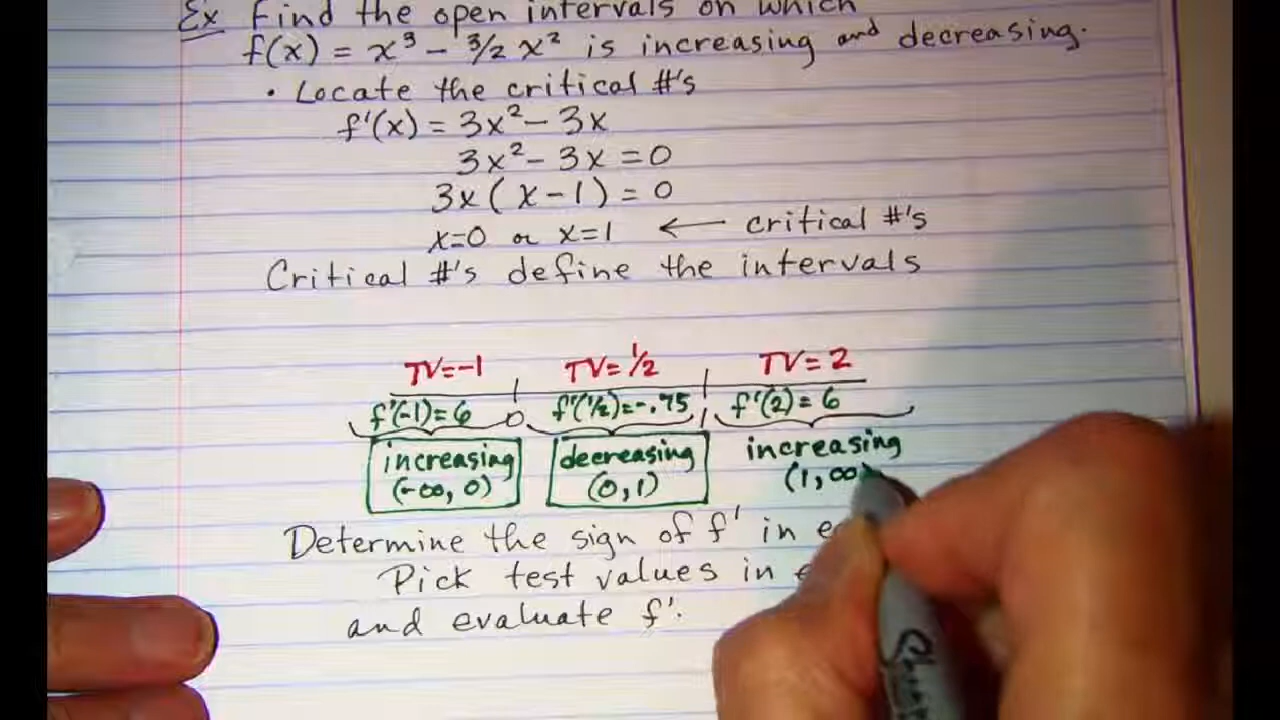 Ex Find the open intervals on which
f(x) = x³ - 3/2 x² is increasing and decreasing.
• Locate the critical #'s
f'(x) = 3x² - 3x
3x² - 3x = 0
3x(x-1) = 0
x=0 or x=1 ← critical #'s
Critical #'s define the intervals
TV=-1 TV=1/2 TV=2
f'(-1)=6 0 f'(1/2)=-.75 1 f'(2)=6
increasing decreasing increasing
(-∞, 0) (0,1) (1,∞)
Determine the sign of f' in
Pick test values in
and evaluate f'.